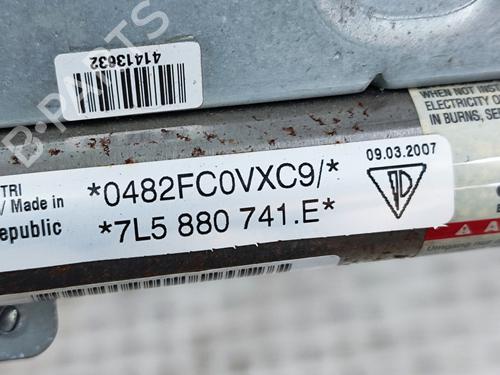 41413632
B-PARTS
WHEN NOT INST
ELECTRICITY O
IN BURNS, SE
TRI
/ Made in
epublic
*0482FC0VXC9/*
*7L5 880 741.E*
09.03.2007
A